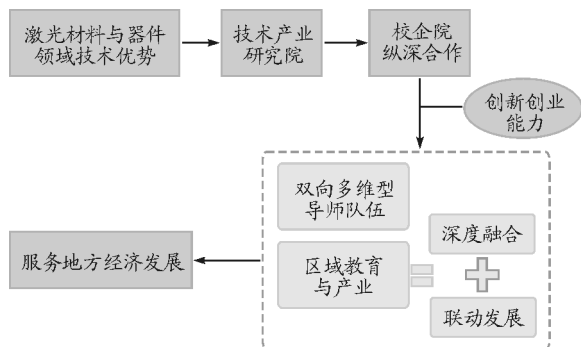 激光材料与器件
领域技术优势
技术产业
研究院
校企院
纵深合作
创新创业
能力
双向多维型
导师队伍
深度融合
区域教育
与产业
联动发展
服务地方经济发展